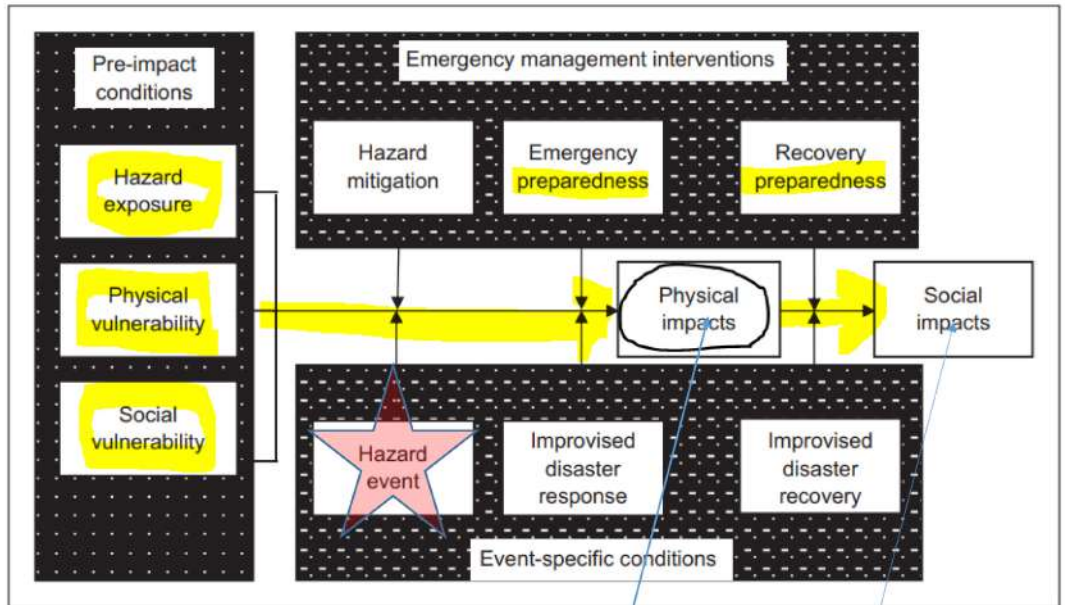 Pre-impact
conditions
Hazard
exposure
Physical
vulnerability
Social
vulnerability
Emergency management interventions
Hazard
mitigation
Emergency
preparedness
Recovery
preparedness
Physical
impacts
Social
impacts
Hazard
event
Improvised
disaster
response
Improvised
disaster
recovery
Event-specific conditions